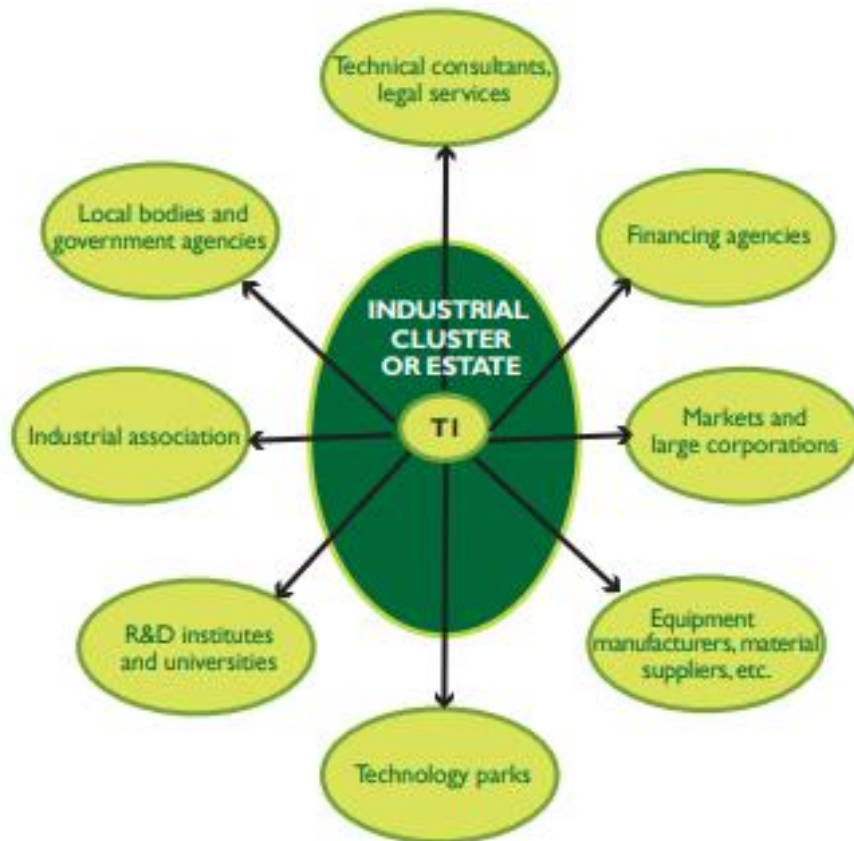 Technical consultants,
legal services
Local bodies and
government agencies
Financing agencies
INDUSTRIAL
CLUSTER
OR ESTATE
TI
Industrial association
Markets and
large corporations
R&D institutes
and universities
Equipment
manufacturers, material
suppliers, etc.
Technology parks